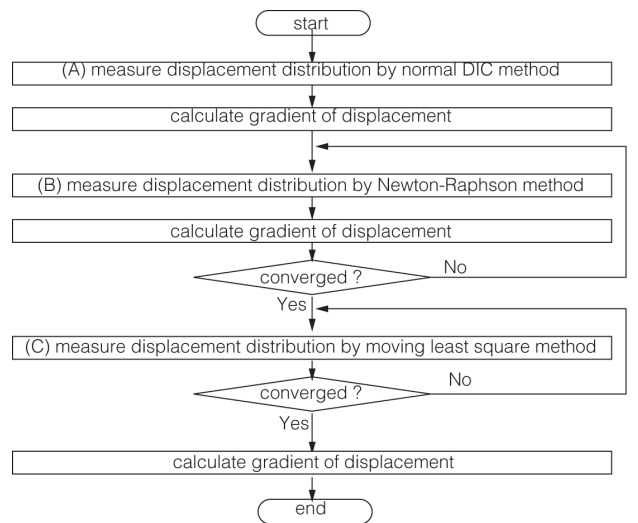 start
(A) measure displacement distribution by normal DIC method
calculate gradient of displacement
(B) measure displacement distribution by Newton-Raphson method
calculate gradient of displacement
converged ?
No
Yes
(C) measure displacement distribution by moving least square method
converged ?
No
Yes
calculate gradient of displacement
end